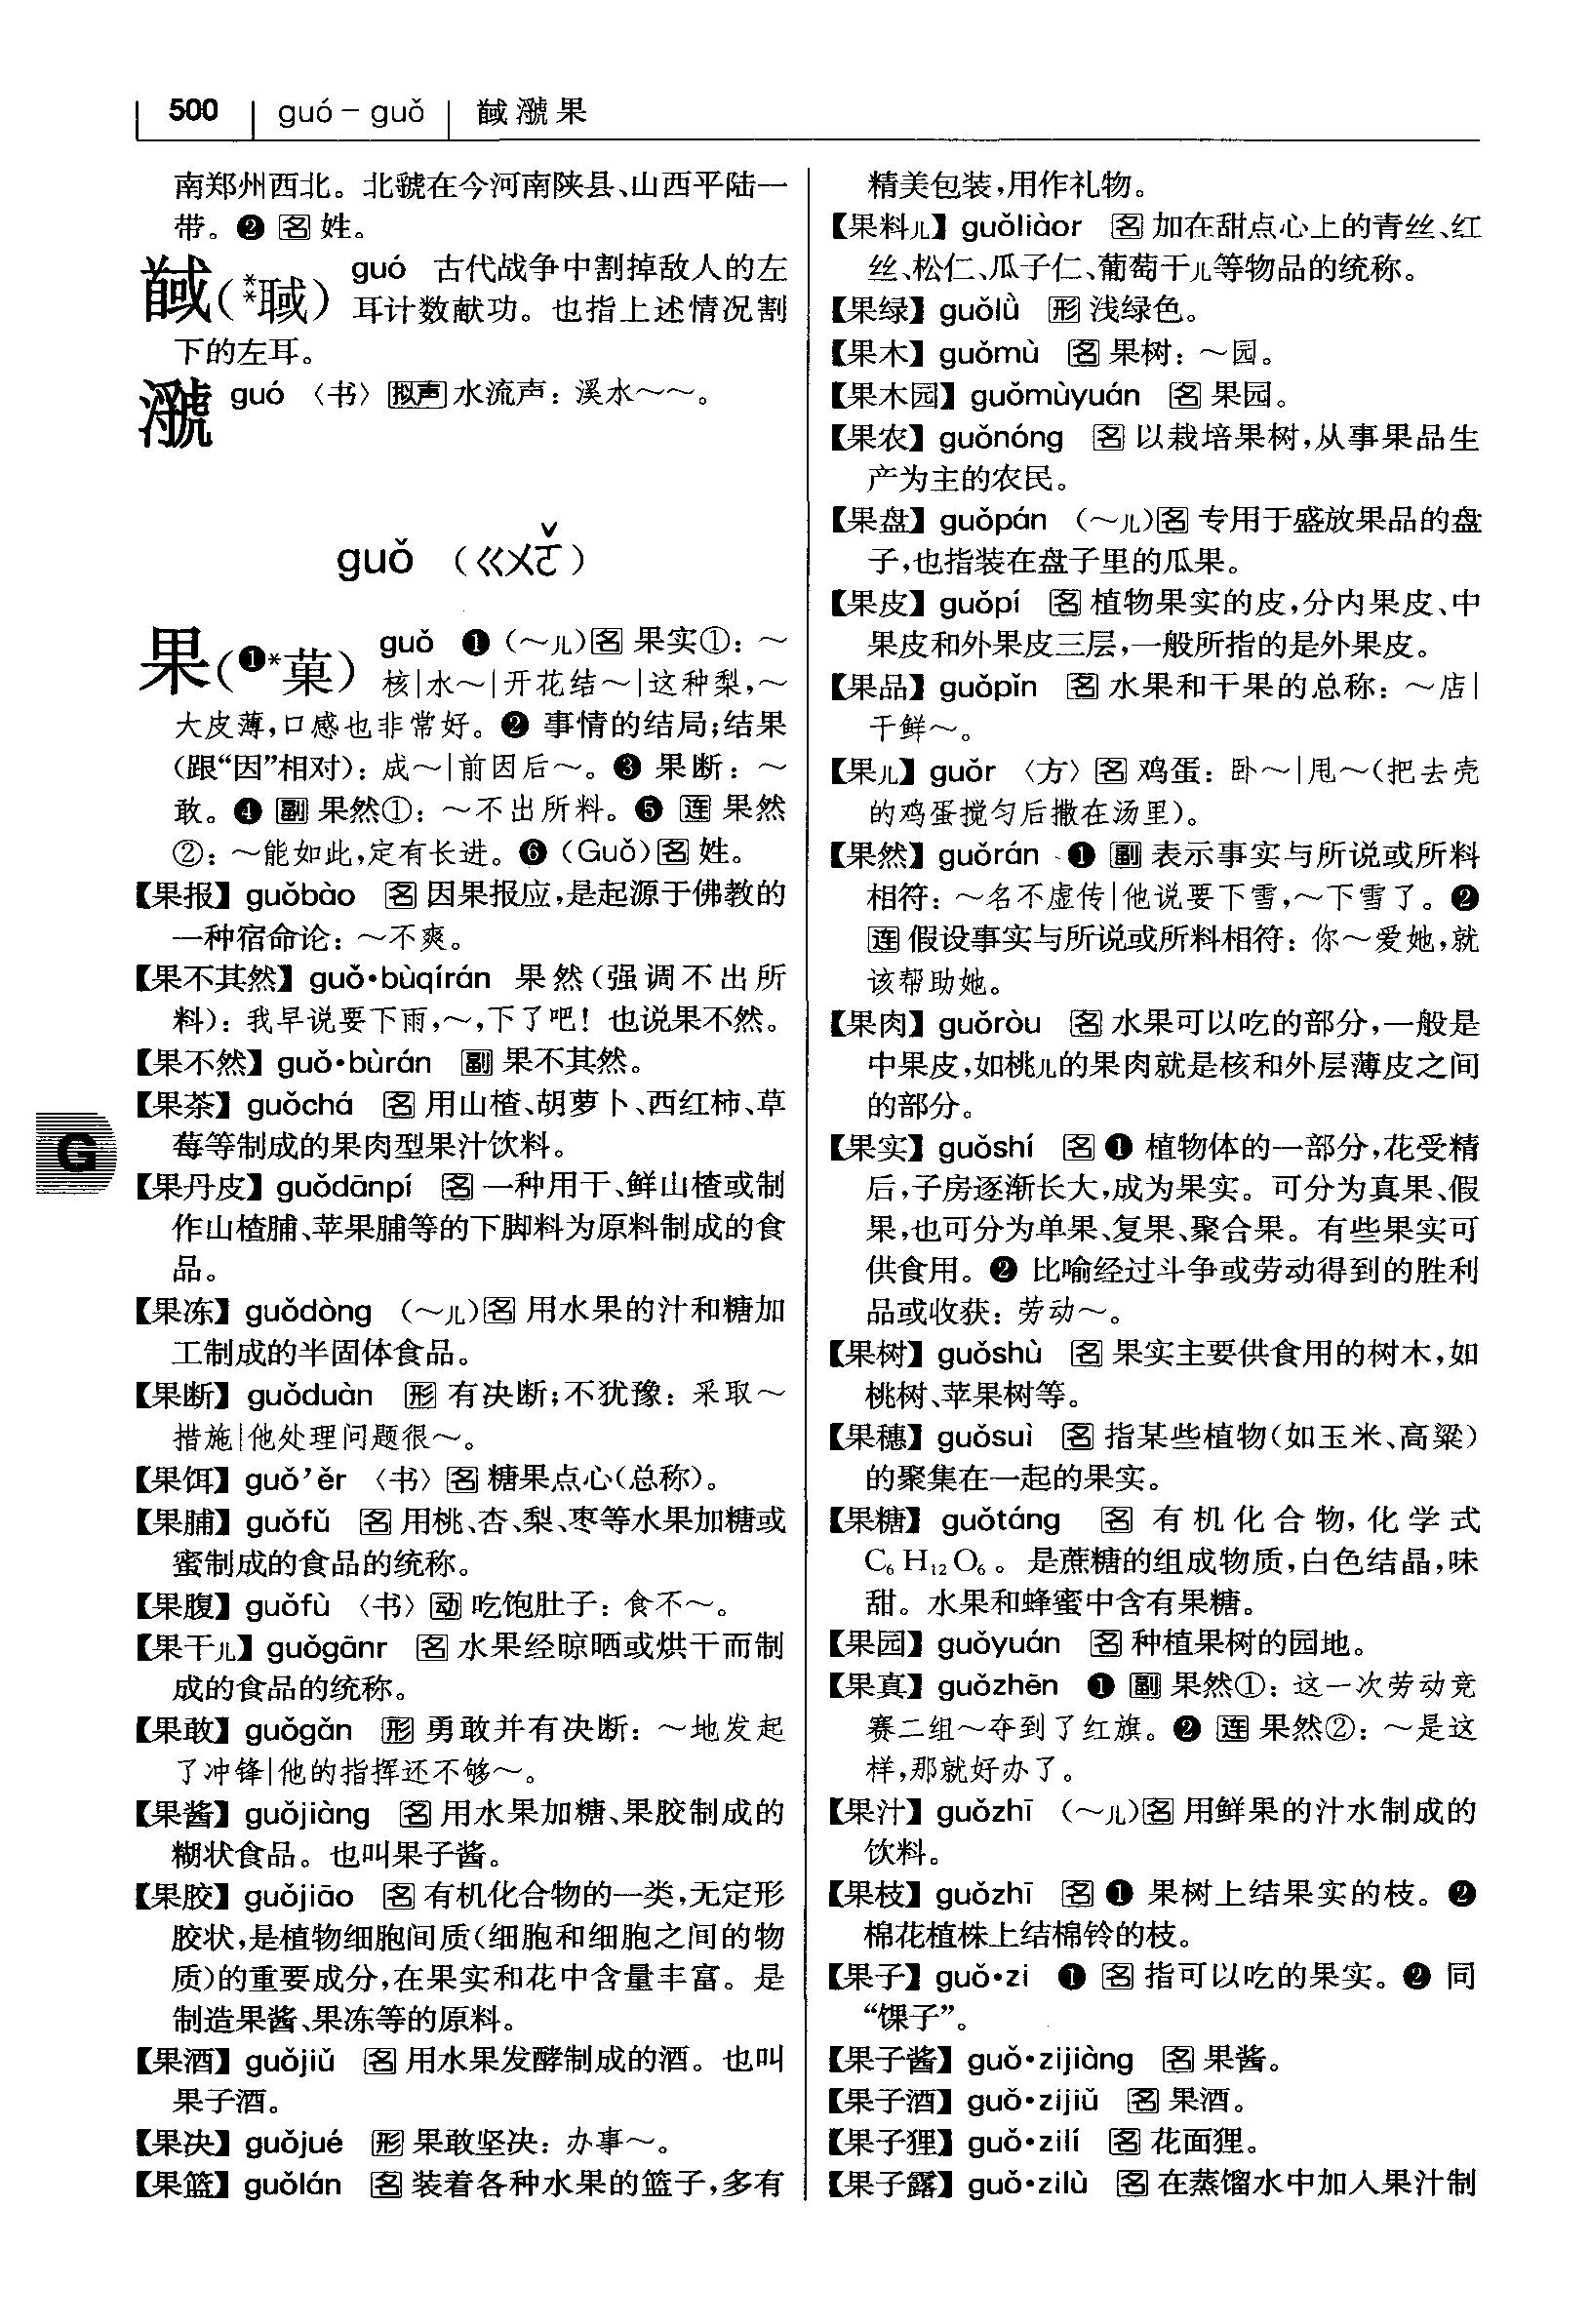 500 guó－guǒ 馘漷果
南郑州西北。北虢在今河南陕县、山西平陆一
带。❷ 名 姓。
馘(**聝) guó 古代战争中割掉敌人的左
耳计数献功。也指上述情况割
下的左耳。
guó 〈书〉拟声 水流声：溪水～～。
guǒ （ㄍㄨㄛˇ）
果(❶*菓) guǒ ❶（～儿）名 果实①：～
核|水～|开花结～|这种梨，～
大皮薄，口感也非常好。❷ 事情的结局；结果
（跟“因”相对）：成～|前因后～。❸ 果断：～
敢。❹ 副 果然①：～不出所料。❺ 连 果然
②：～能如此，定有长进。❻（Guǒ）名 姓。
【果报】guǒbào 名 因果报应，是起源于佛教的
一种宿命论：～不爽。
【果不其然】guǒ•bùqírán 果然（强调不出所
料）：我早说要下雨，～，下了吧！也说果不然。
【果不然】guǒ•bùrán 副 果不其然。
【果茶】guǒchá 名 用山楂、胡萝卜、西红柿、草
莓等制成的果肉型果汁饮料。
【果丹皮】guǒdānpí 名 一种用干、鲜山楂或制
作山楂脯、苹果脯等的下脚料为原料制成的食
品。
【果冻】guǒdòng （～儿）名 用水果的汁和糖加
工制成的半固体食品。
【果断】guǒduàn 形 有决断；不犹豫：采取～
措施|他处理问题很～。
【果饵】guǒ’ěr 〈书〉名 糖果点心（总称）。
【果脯】guǒfǔ 名 用桃、杏、梨、枣等水果加糖或
蜜制成的食品的统称。
【果腹】guǒfù 〈书〉动 吃饱肚子：食不～。
【果干儿】guǒgānr 名 水果经晾晒或烘干而制
成的食品的统称。
【果敢】guǒgǎn 形 勇敢并有决断：～地发起
了冲锋|他的指挥还不够～。
【果酱】guǒjiàng 名 用水果加糖、果胶制成的
糊状食品。也叫果子酱。
【果胶】guǒjiāo 名 有机化合物的一类，无定形
胶状，是植物细胞间质（细胞和细胞之间的物
质）的重要成分，在果实和花中含量丰富。是
制造果酱、果冻等的原料。
【果酒】guǒjiǔ 名 用水果发酵制成的酒。也叫
果子酒。
【果决】guǒjué 形 果敢坚决：办事～。
【果篮】guǒlán 名 装着各种水果的篮子，多有
G
精美包装，用作礼物。
【果料儿】guǒliàor 名 加在甜点心上的青丝、红
丝、松仁、瓜子仁、葡萄干儿等物品的统称。
【果绿】guǒlǜ 形 浅绿色。
【果木】guǒmù 名 果树：～园。
【果木园】guǒmùyuán 名 果园。
【果农】guǒnóng 名 以栽培果树，从事果品生
产为主的农民。
【果盘】guǒpán （～儿）名 专用于盛放果品的盘
子，也指装在盘子里的瓜果。
【果皮】guǒpí 名 植物果实的皮，分内果皮、中
果皮和外果皮三层，一般所指的是外果皮。
【果品】guǒpǐn 名 水果和干果的总称：～店|
干鲜～。
【果儿】guǒr 〈方〉名 鸡蛋：卧～|甩～（把去壳
的鸡蛋搅匀后撒在汤里）。
【果然】guǒrán ❶ 副 表示事实与所说或所料
相符：～名不虚传|他说要下雪，～下雪了。❷
连 假设事实与所说或所料相符：你～爱她，就
该帮助她。
【果肉】guǒròu 名 水果可以吃的部分，一般是
中果皮，如桃儿的果肉就是核和外层薄皮之间
的部分。
【果实】guǒshí 名 ❶ 植物体的一部分，花受精
后，子房逐渐长大，成为果实。可分为真果、假
果，也可分为单果、复果、聚合果。有些果实可
供食用。❷ 比喻经过斗争或劳动得到的胜利
品或收获：劳动～。
【果树】guǒshù 名 果实主要供食用的树木，如
桃树、苹果树等。
【果穗】guǒsuì 名 指某些植物（如玉米、高粱）
的聚集在一起的果实。
【果糖】guǒtáng 名 有机化合物，化学式
C₆H₁₂O₆。是蔗糖的组成物质，白色结晶，味
甜。水果和蜂蜜中含有果糖。
【果园】guǒyuán 名 种植果树的园地。
【果真】guǒzhēn ❶ 副 果然①：这一次劳动竞
赛二组～夺到了红旗。❷ 连 果然②：～是这
样，那就好办了。
【果汁】guǒzhī （～儿）名 用鲜果的汁水制成的
饮料。
【果枝】guǒzhī 名 ❶ 果树上结果实的枝。❷
棉花植株上结棉铃的枝。
【果子】guǒ•zi ❶ 名 指可以吃的果实。❷ 同
“馃子”。
【果子酱】guǒ•zijiàng 名 果酱。
【果子酒】guǒ•zijiǔ 名 果酒。
【果子狸】guǒ•zilí 名 花面狸。
【果子露】guǒ•zilù 名 在蒸馏水中加入果汁制